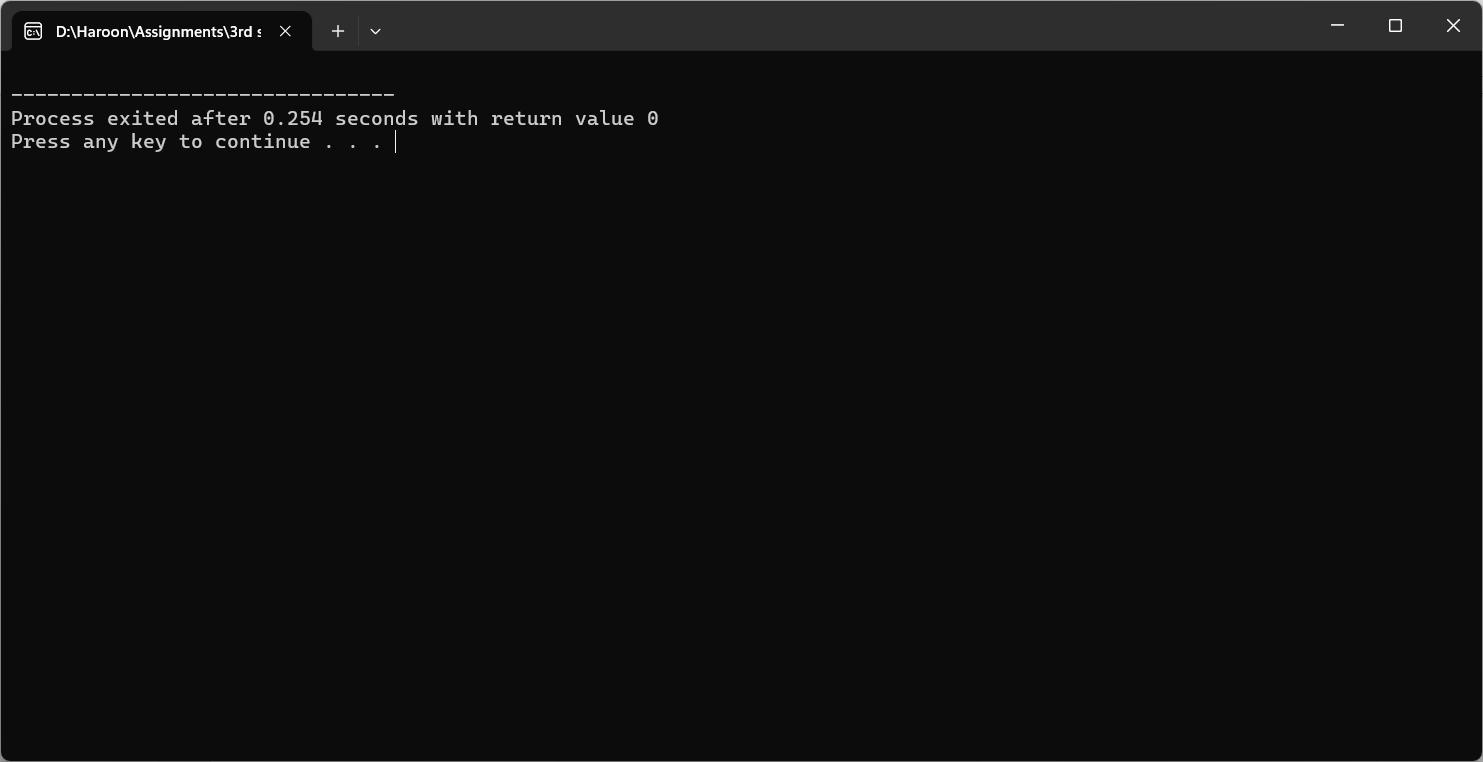 D:\Haroon\Assignments\3rd s
--------------------------------
Process exited after 0.254 seconds with return value 0
Press any key to continue . . .